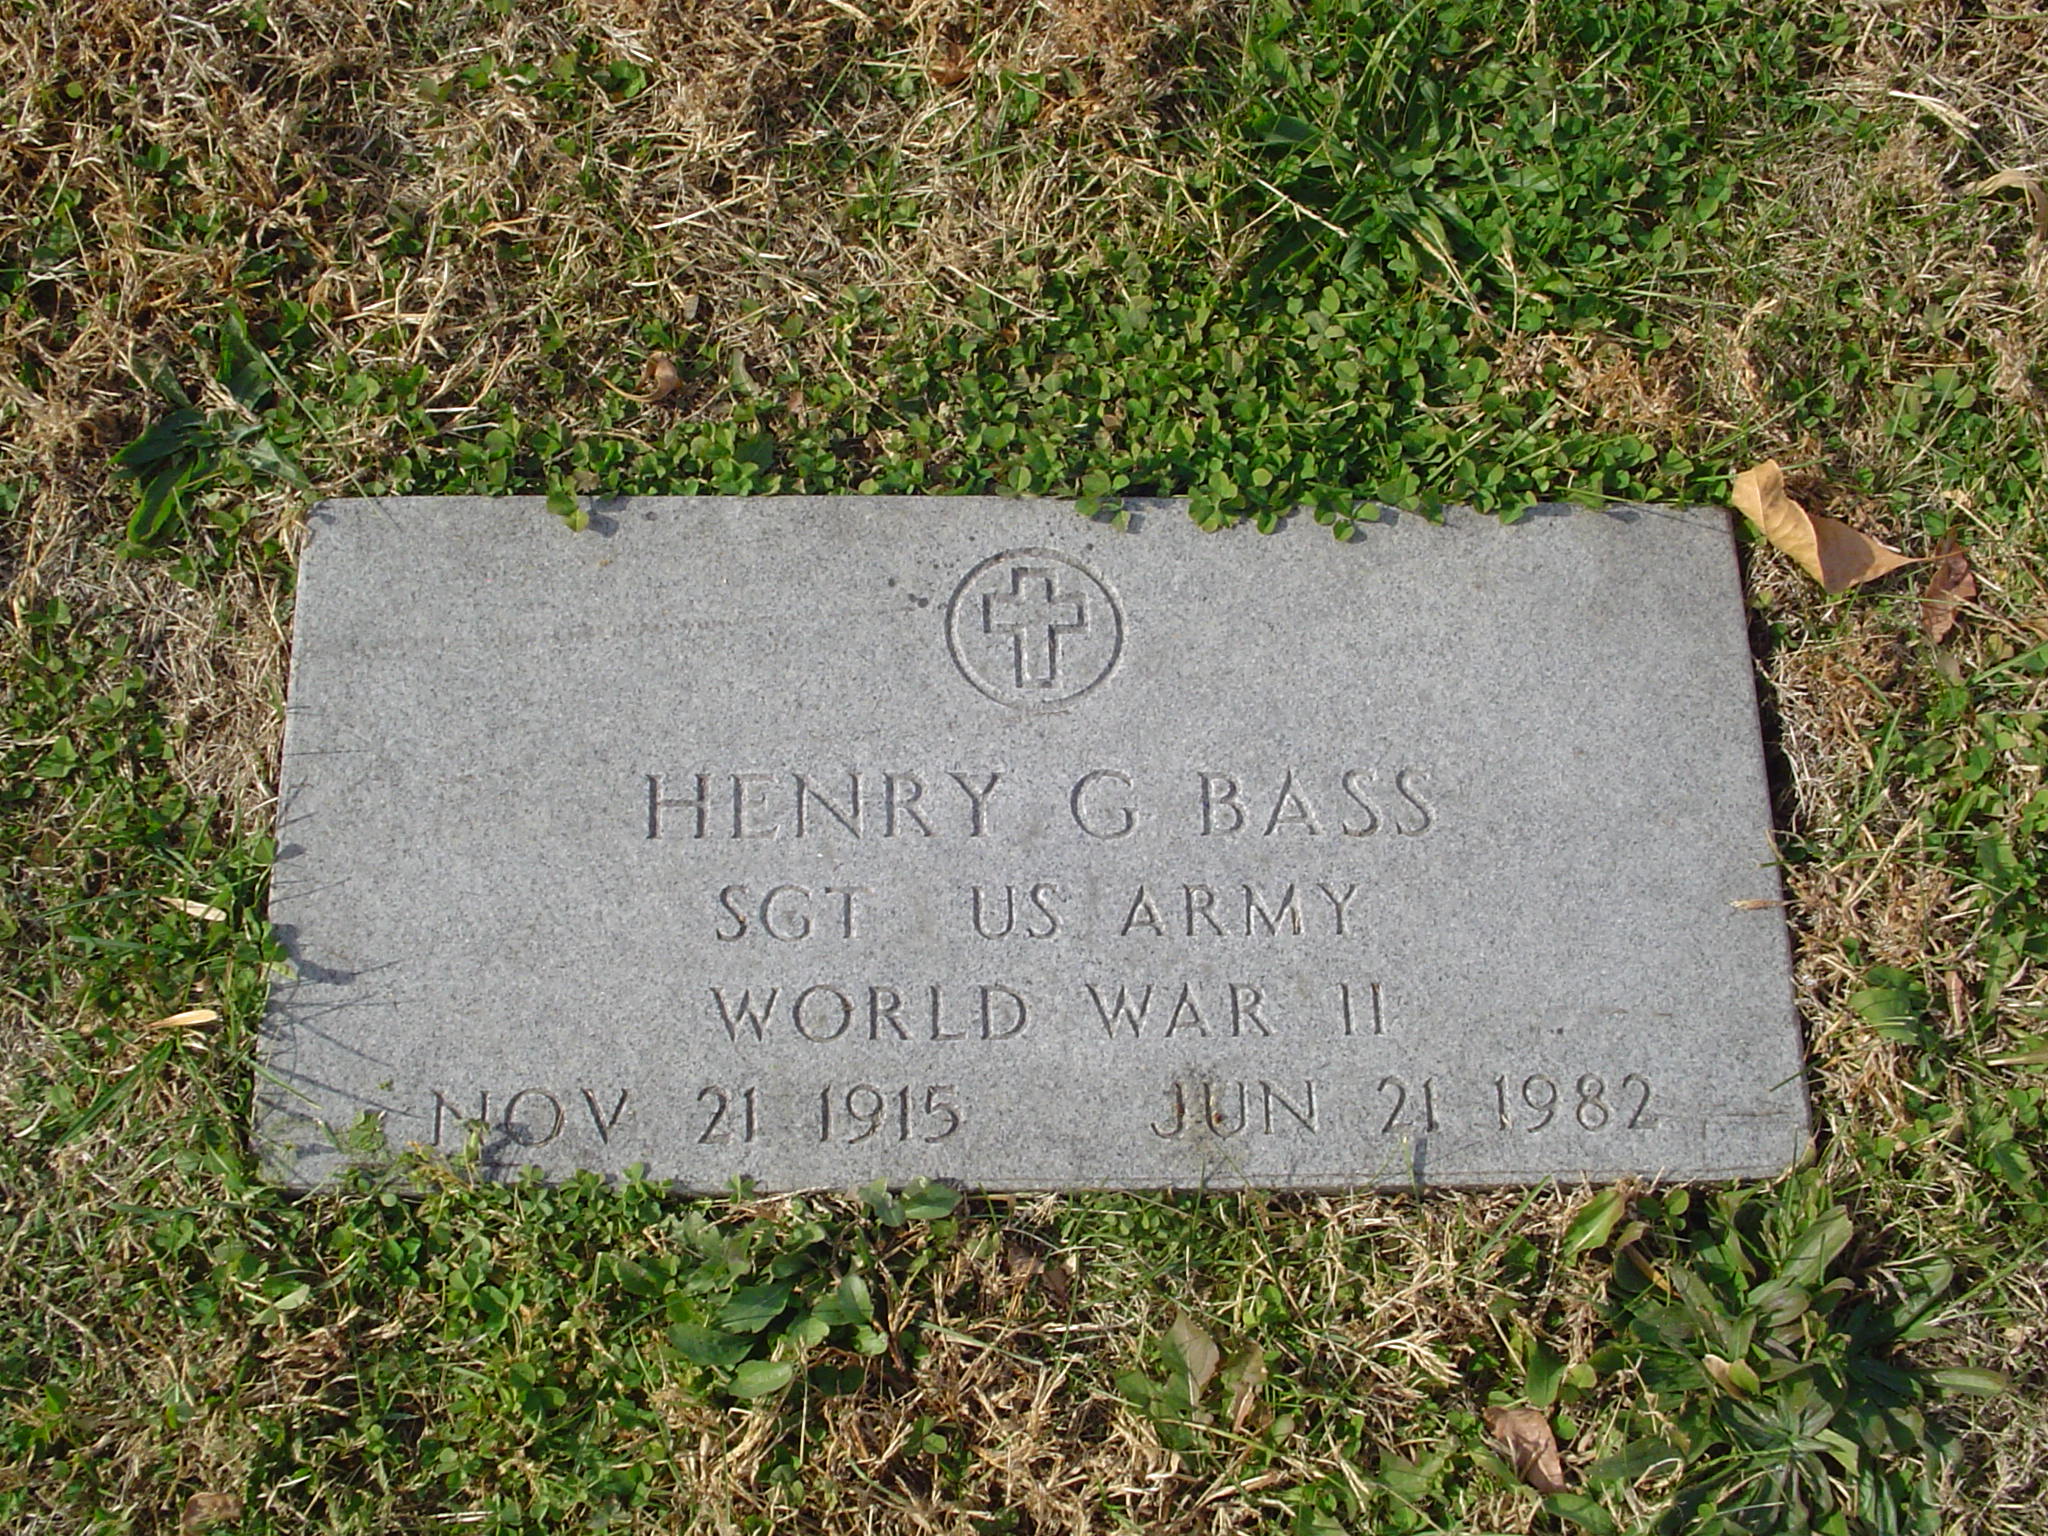 HENRY G BASS
SGT US ARMY
WORLD WAR II
NOV 21 1915 JUN 21 1982